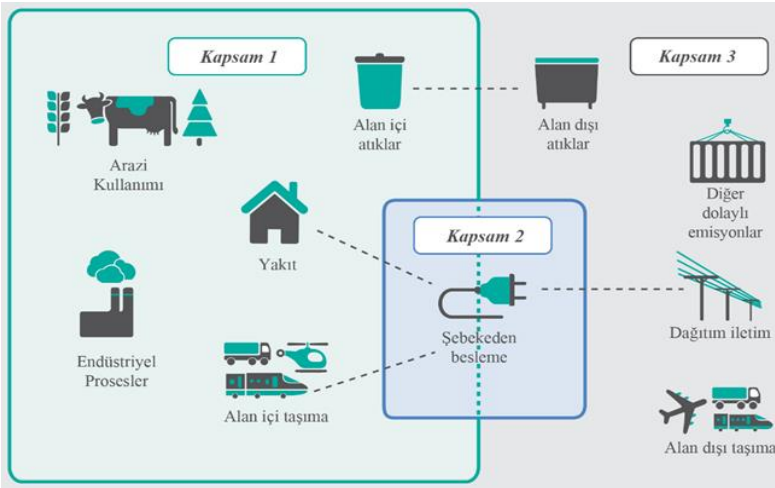 Kapsam 1
Kapsam 3
Alan içi
atıklar
Alan dışı
atıklar
Arazi
Kullanımı
Diğer
dolaylı
emisyonlar
Kapsam 2
Yakıt
Şebekeden
besleme
Dağıtım iletim
Endüstriyel
Prosesler
Alan içi taşıma
Alan dışı taşıma